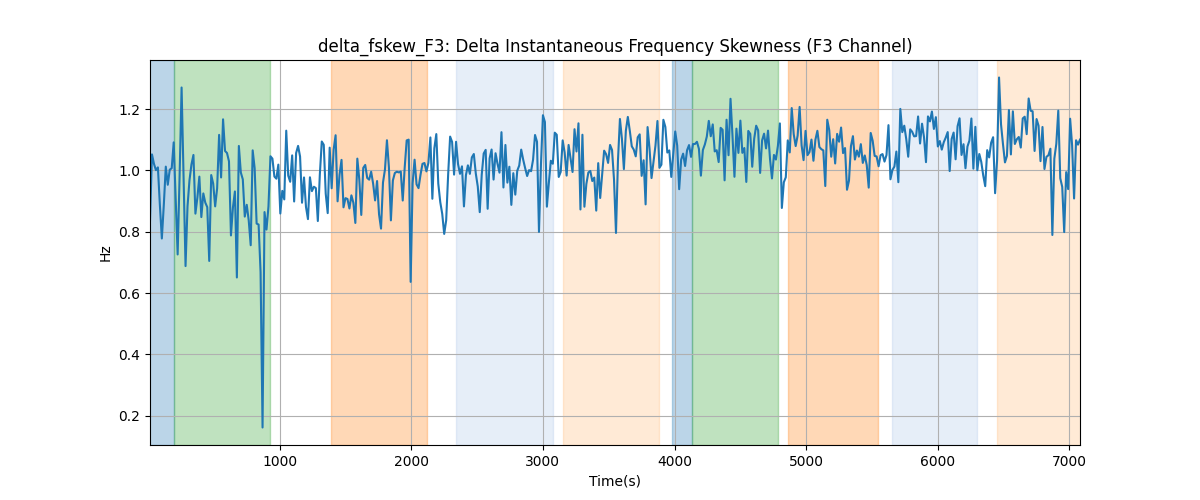 delta_fskew_F3: Delta Instantaneous Frequency Skewness (F3 Channel)
Hz
1.2
1.0
0.8
0.6
0.4
0.2
1000 2000 3000 4000 5000 6000 7000
Time(s)